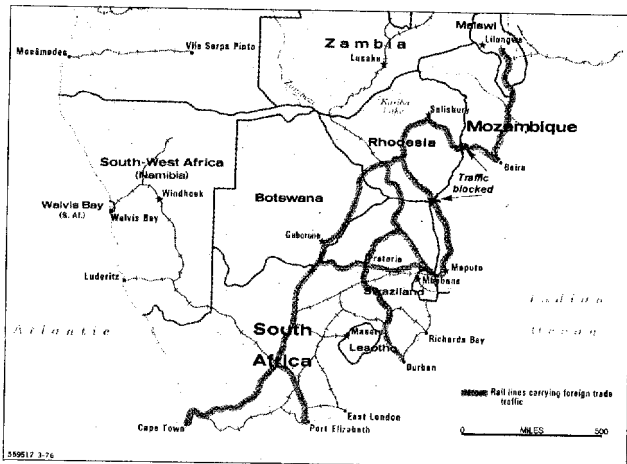 Malawi
Zambia
Lilongwe
Moçâmedes
Vila Serpa Pinto
Lusaka
Zambezi
Kariba
Lake
Salisbury
Mozambique
Rhodesia
Beira
South-West Africa
(Namibia)
Traffic
blocked
Windhoek
Botswana
Walvis Bay
(S. Af.)
Walvis Bay
Gaborone
Pretoria
Maputo
Luderitz
Mbabane
Swaziland
Indian
Ocean
Atlantic
South
Africa
Maseru
Lesotho
Richards Bay
Durban
Rail lines carrying foreign trade
traffic
East London
Cape Town
Port Elizabeth
0 MILES 500
559517 3-76